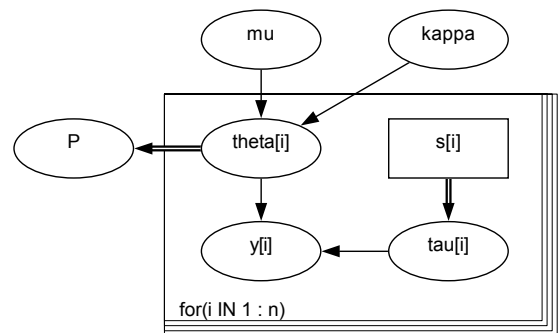 mu
kappa
P
theta[i]
s[i]
y[i]
tau[i]
for(i IN 1 : n)